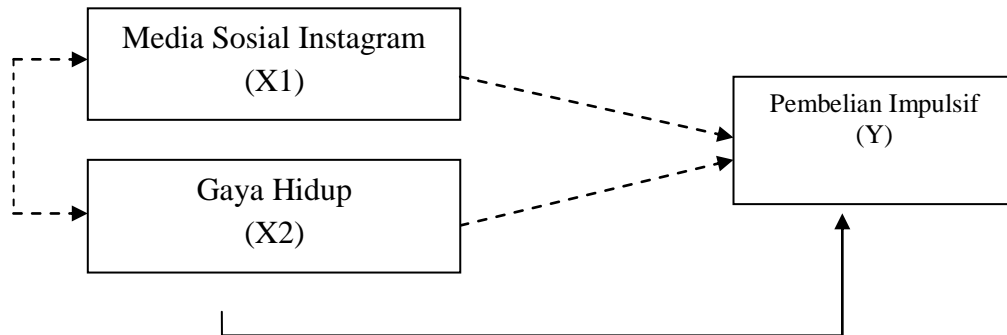 Media Sosial Instagram
(X1)
Pembelian Impulsif
(Y)
Gaya Hidup
(X2)